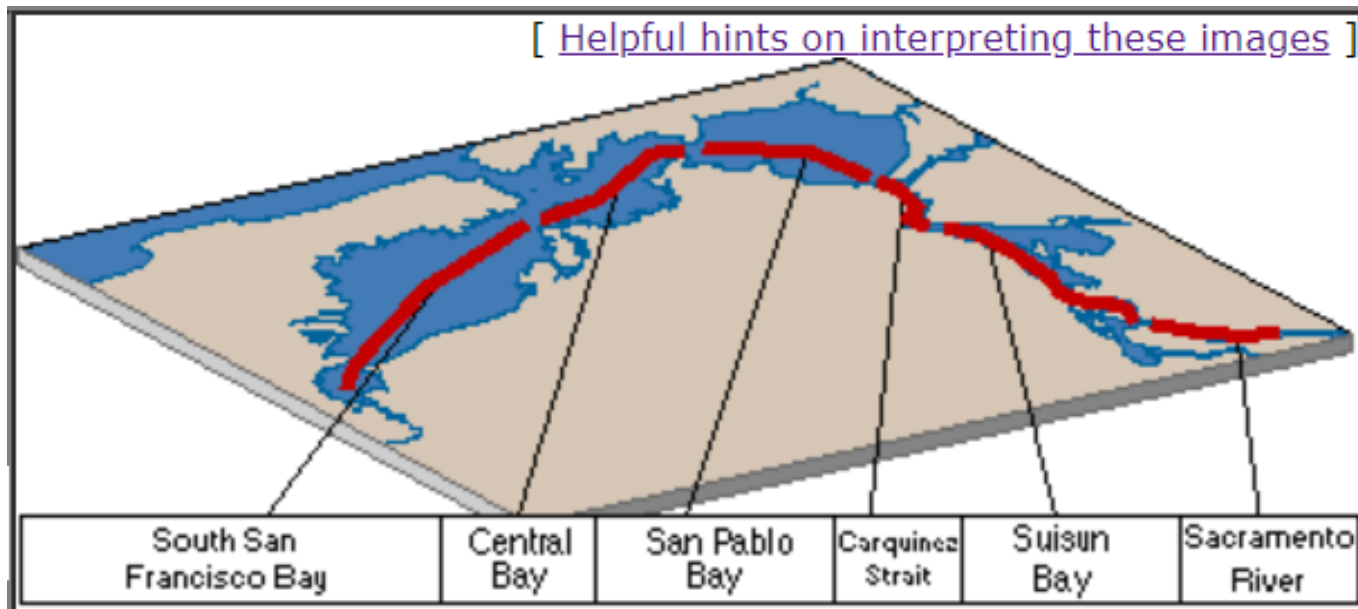 [ Helpful hints on interpreting these images ]
South San
Francisco Bay
Central
Bay
San Pablo
Bay
Carquinez
Strait
Suisun
Bay
Sacramento
River